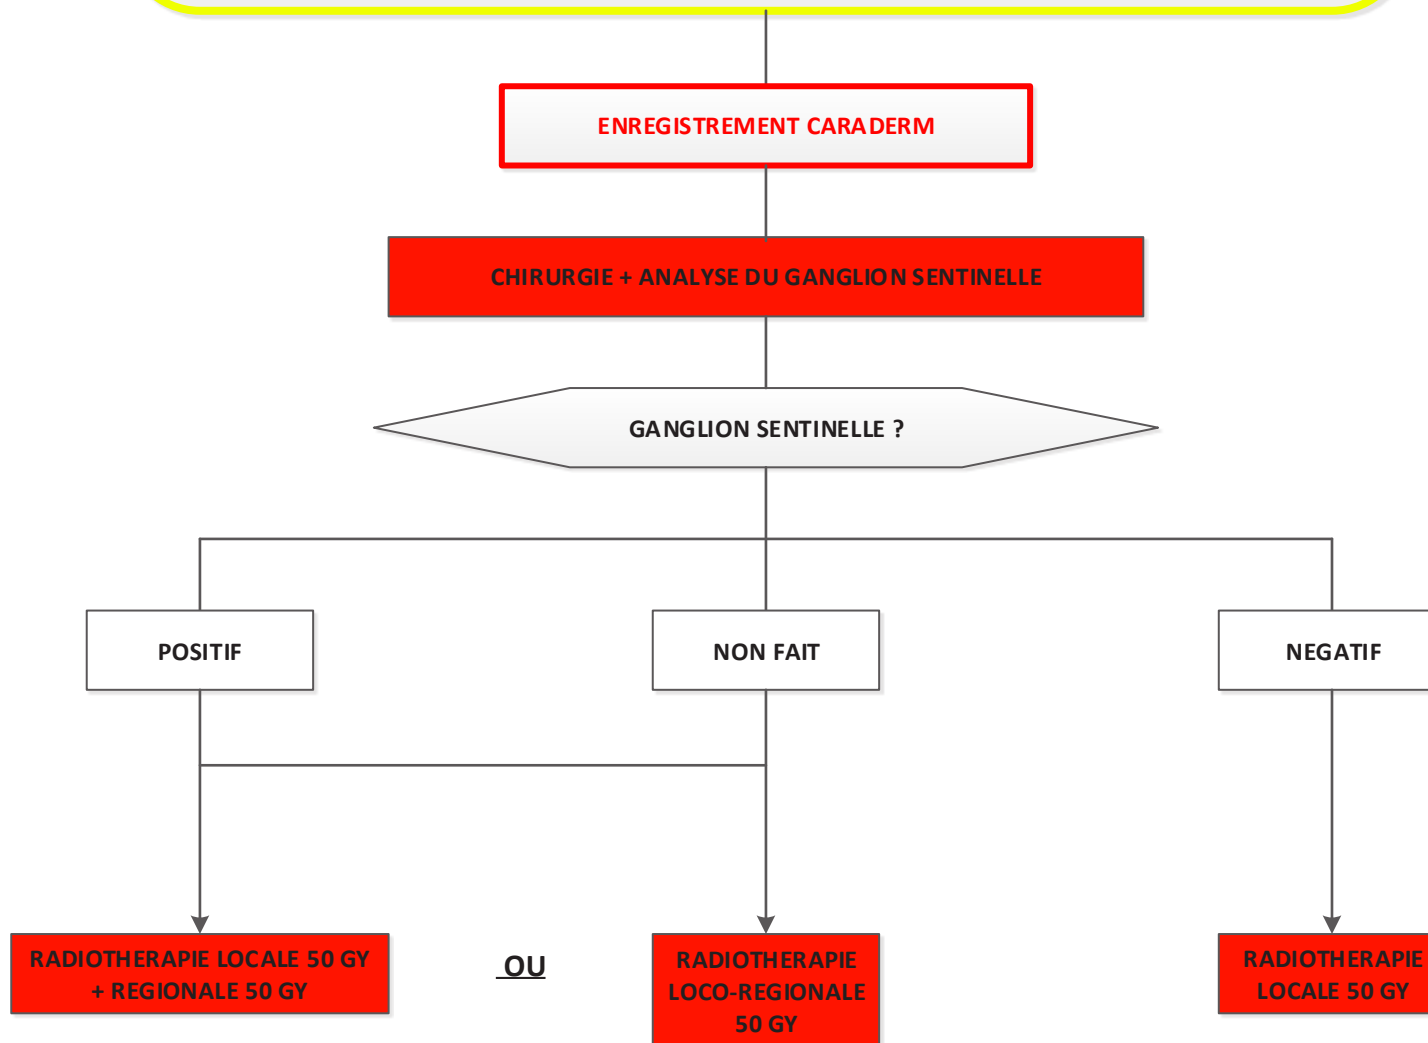 ENREGISTREMENT CARADERM
CHIRURGIE + ANALYSE DU GANGLION SENTINELLE
GANGLION SENTINELLE ?
POSITIF
NON FAIT
NEGATIF
RADIOTHERAPIE LOCALE 50 GY
+ REGIONALE 50 GY
OU
RADIOTHERAPIE
LOCO-REGIONALE
50 GY
RADIOTHERAPIE
LOCALE 50 GY